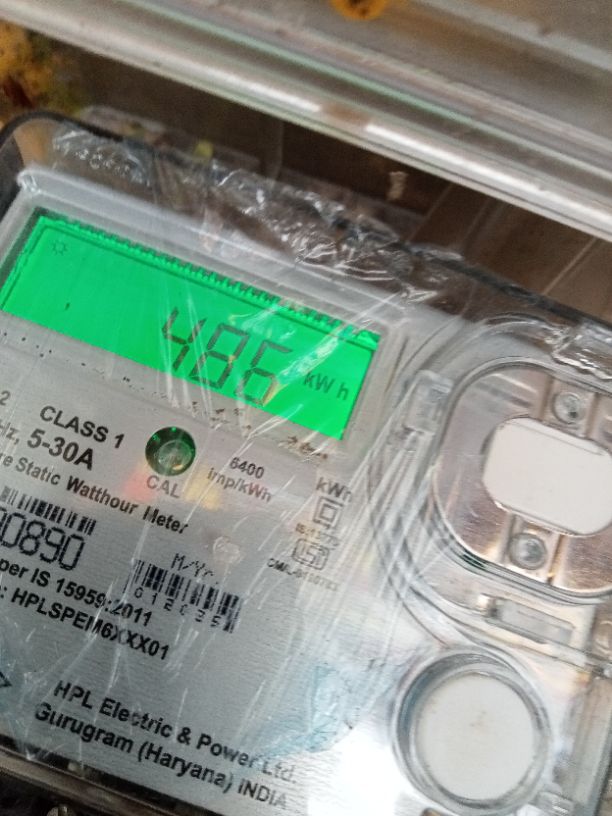 486 kWh
CLASS 1
Hz, 5-30A
6400
imp/kWh
CAL
kWh
re Static Watthour Meter
00890
M/Yr.
012025
per IS 15959:2011
: HPLSPEM6XXX01
HPL Electric & Power Ltd.
Gurugram (Haryana) INDIA